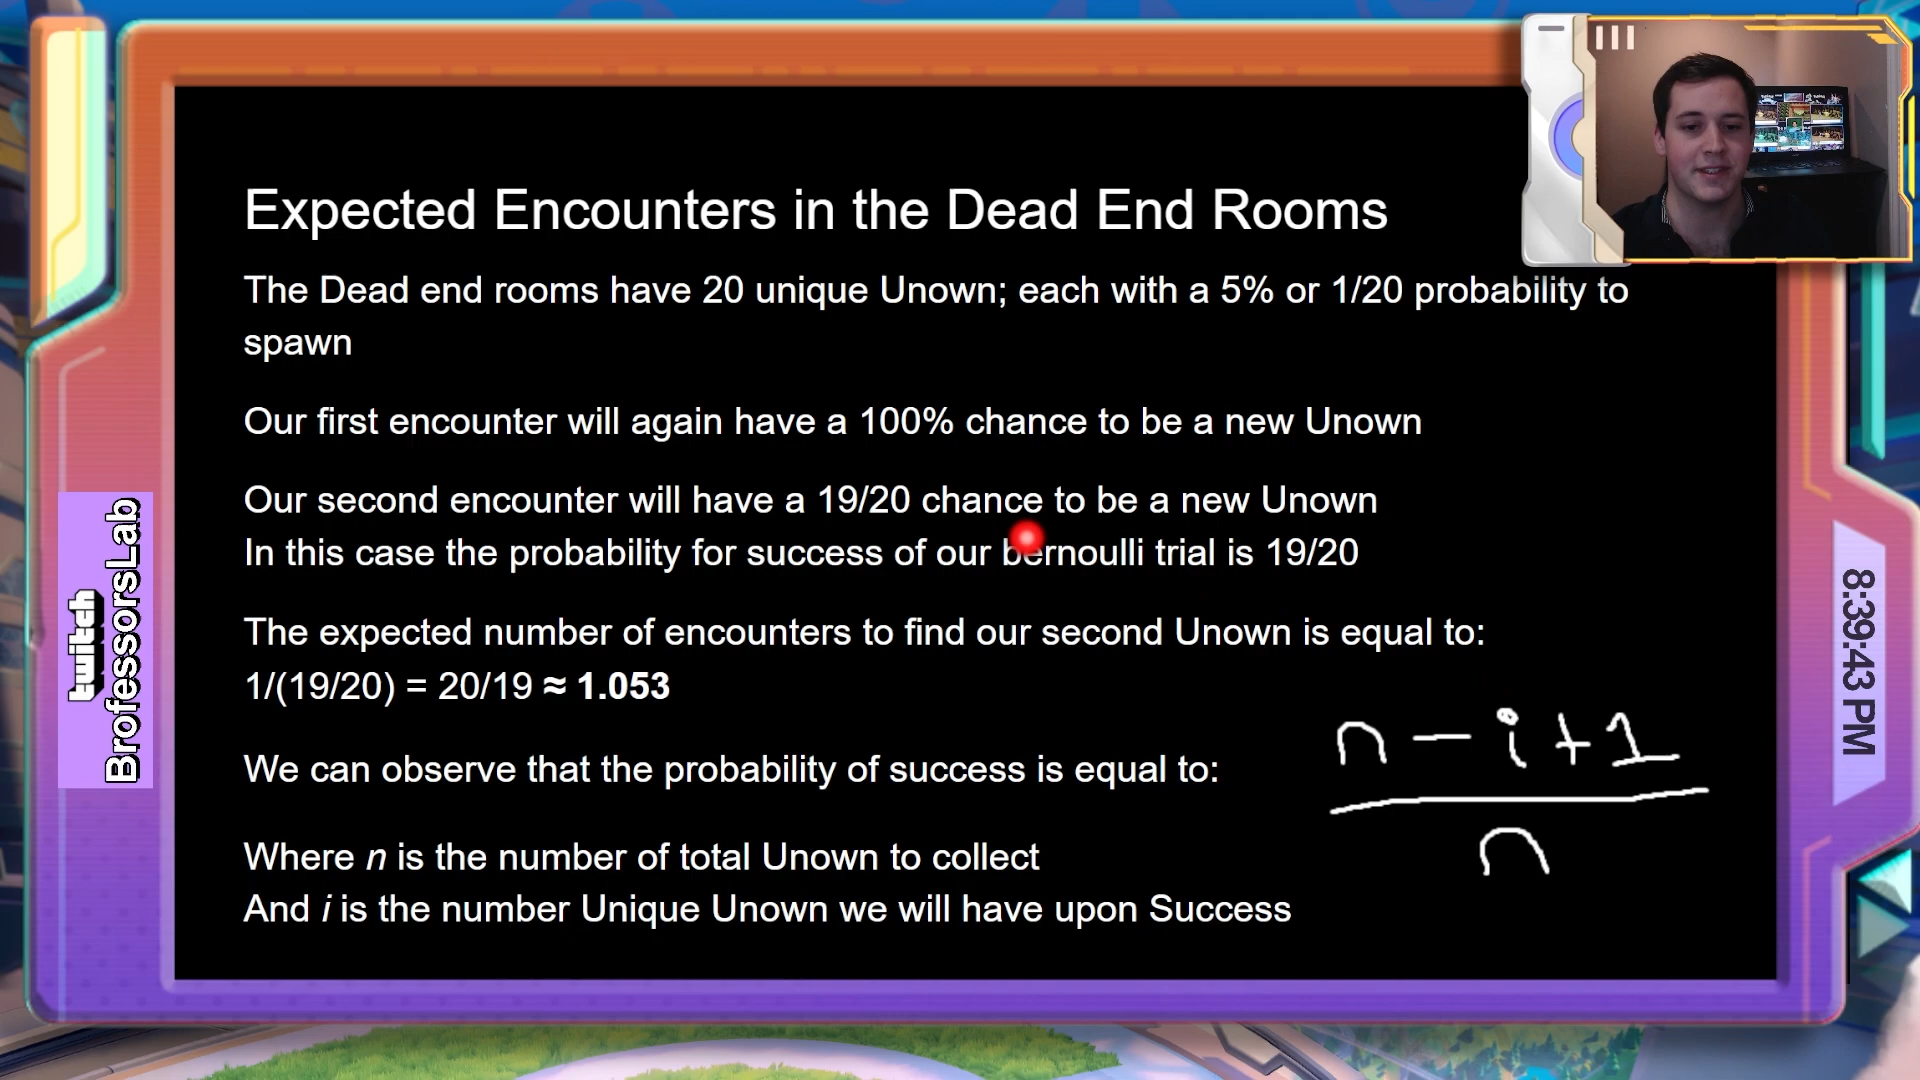 Expected Encounters in the Dead End Rooms
The Dead end rooms have 20 unique Unown; each with a 5% or 1/20 probability to
spawn
Our first encounter will again have a 100% chance to be a new Unown
Our second encounter will have a 19/20 chance to be a new Unown
In this case the probability for success of our bernoulli trial is 19/20
The expected number of encounters to find our second Unown is equal to:
1/(19/20) = 20/19 ≈ 1.053
We can observe that the probability of success is equal to:
n - i + 1
n
Where n is the number of total Unown to collect
And i is the number Unique Unown we will have upon Success
twitch
BrofessorsLab
8:39:43 PM